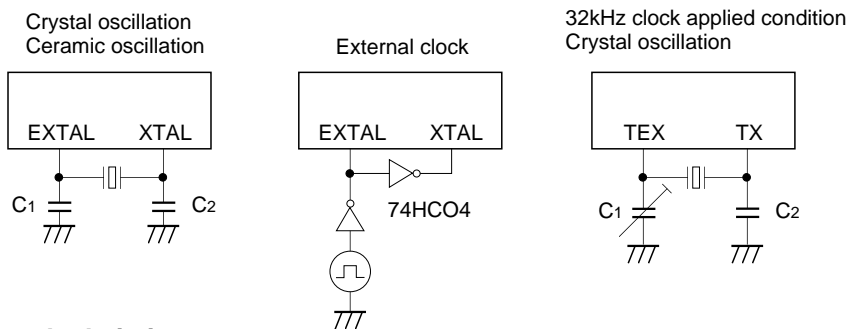 Crystal oscillation
Ceramic oscillation
EXTAL XTAL
C1 C2
External clock
EXTAL XTAL
74HCO4
32kHz clock applied condition
Crystal oscillation
TEX TX
C1 C2